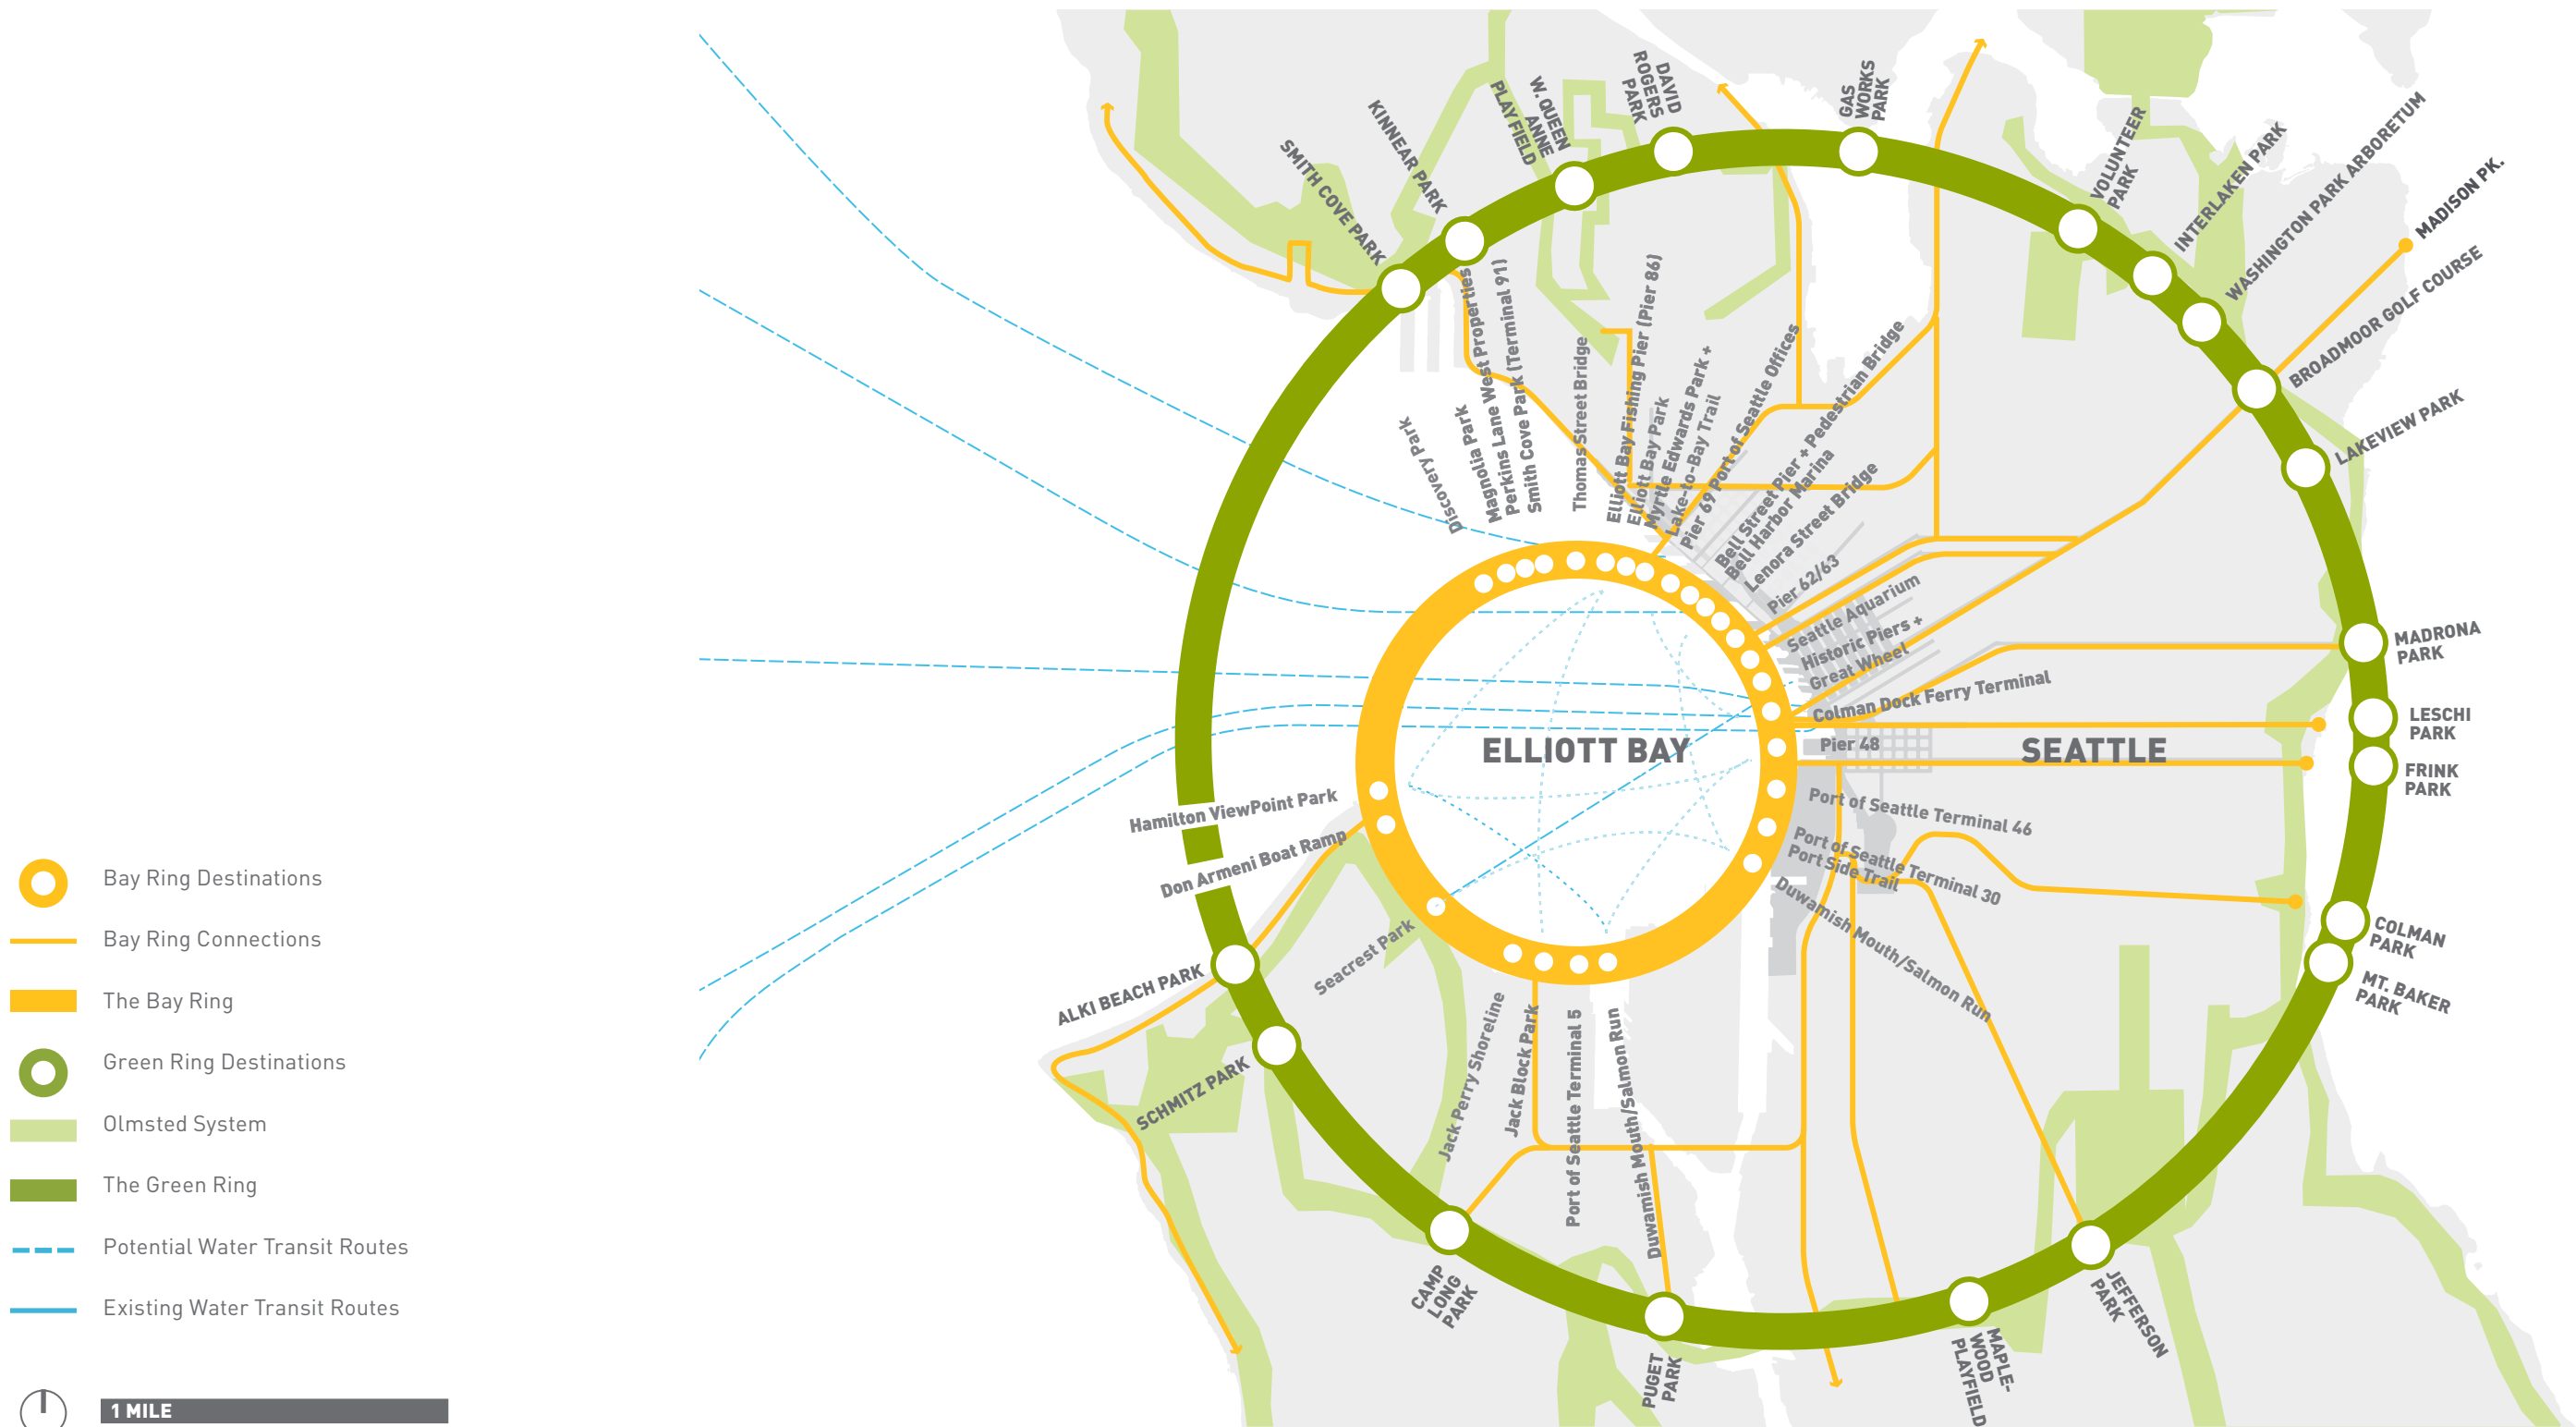 Bay Ring Destinations
Bay Ring Connections
The Bay Ring
Green Ring Destinations
Olmsted System
The Green Ring
Potential Water Transit Routes
Existing Water Transit Routes
1 MILE
SMITH COVE PARK
KINNEAR PARK
W. QUEEN
ANNE
PLAYFIELD
DAVID
ROGERS
PARK
GAS
WORKS
PARK
VOLUNTEER
PARK
INTERLAKEN PARK
WASHINGTON PARK ARBORETUM
MADISON PK.
BROADMOOR GOLF COURSE
LAKEVIEW PARK
MADRONA
PARK
LESCHI
PARK
FRINK
PARK
COLMAN
PARK
MT. BAKER
PARK
JEFFERSON
PARK
MAPLE-
WOOD
PLAYFIELD
PUGET
PARK
CAMP
LONG
PARK
SCHMITZ PARK
ALKI BEACH PARK
Discovery Park
Magnolia Park
Perkins Lane West Properties
Smith Cove Park (Terminal 91)
Thomas Street Bridge
Elliott Bay Fishing Pier (Pier 86)
Elliott Bay Park
Myrtle Edwards Park +
Lake-to-Bay Trail
Pier 69 Port of Seattle Offices
Bell Street Pier + Pedestrian Bridge
Bell Harbor Marina
Lenora Street Bridge
Pier 62/63
Seattle Aquarium
Historic Piers +
Great Wheel
Colman Dock Ferry Terminal
Pier 48
ELLIOTT BAY
SEATTLE
Port of Seattle Terminal 46
Port of Seattle Terminal 30
Port Side Trail
Duwamish Mouth/Salmon Run
Duwamish Mouth/Salmon Run
Port of Seattle Terminal 5
Jack Block Park
Jack Perry Shoreline
Seacrest Park
Don Armeni Boat Ramp
Hamilton ViewPoint Park